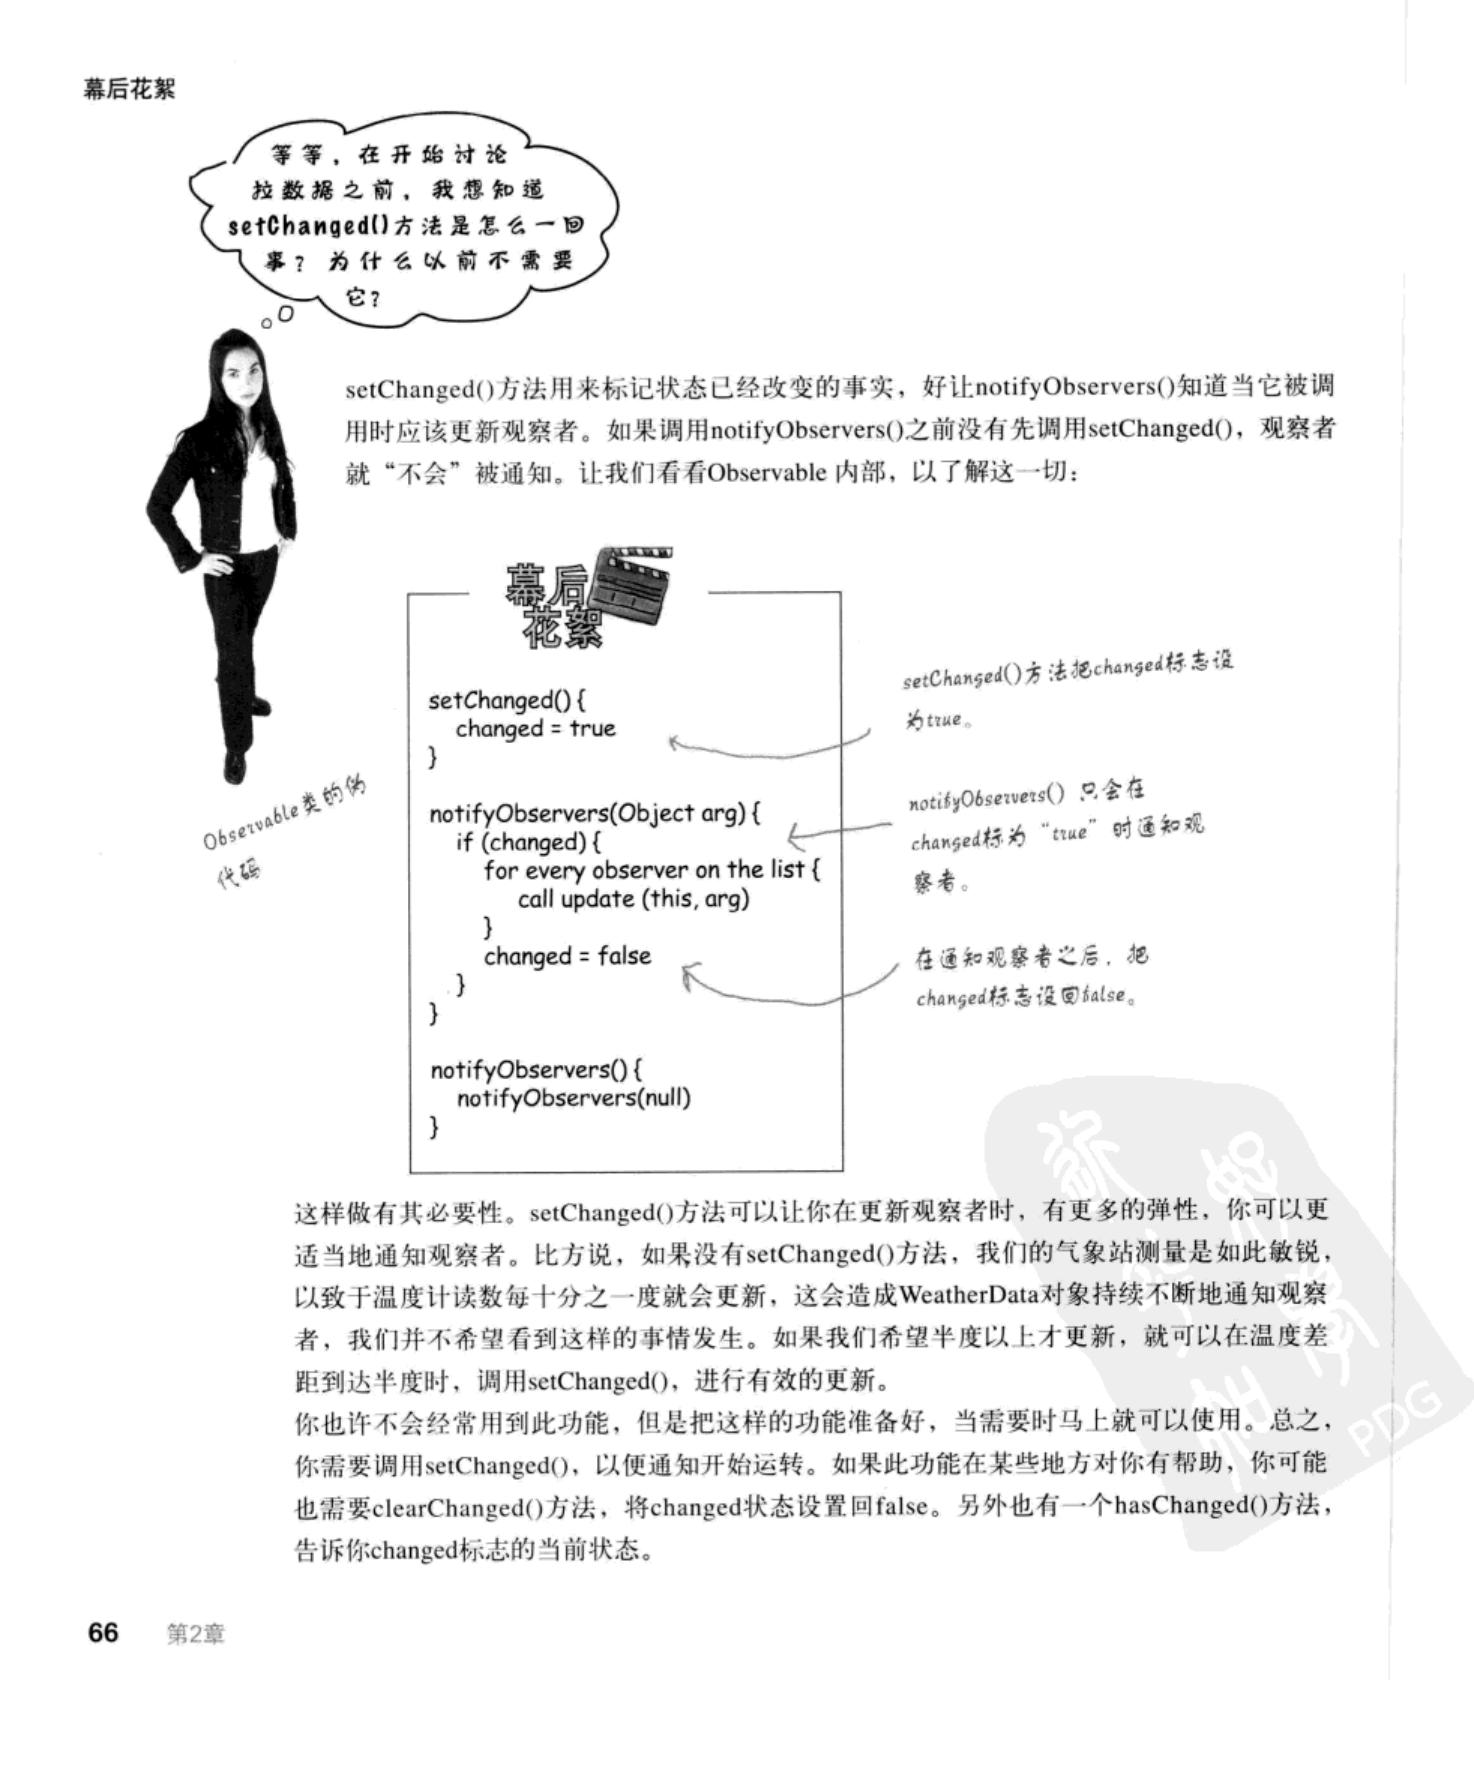 幕后花絮
等等，在开始讨论
拉数据之前，我想知道
setChanged()方法是怎么一回
事？为什么以前不需要
它？
setChanged()方法用来标记状态已经改变的事实，好让notifyObservers()知道当它被调
用时应该更新观察者。如果调用notifyObservers()之前没有先调用setChanged()，观察者
就“不会”被通知。让我们看看Observable 内部，以了解这一切：
幕后
花絮
setChanged() {
changed = true
}
notifyObservers(Object arg) {
if (changed) {
for every observer on the list {
call update (this, arg)
}
changed = false
}
}
notifyObservers() {
notifyObservers(null)
}
Observable类的伪
代码
setChanged()方法把changed标志设
为true。
notifyObservers() 只会在
changed标为“true”时通知观
察者。
在通知观察者之后，把
changed标志设回false。
这样做有其必要性。setChanged()方法可以让你在更新观察者时，有更多的弹性，你可以更
适当地通知观察者。比方说，如果没有setChanged()方法，我们的气象站测量是如此敏锐，
以致于温度计读数每十分之一度就会更新，这会造成WeatherData对象持续不断地通知观察
者，我们并不希望看到这样的事情发生。如果我们希望半度以上才更新，就可以在温度差
距到达半度时，调用setChanged()，进行有效的更新。
你也许不会经常用到此功能，但是把这样的功能准备好，当需要时马上就可以使用。总之，
你需要调用setChanged()，以便通知开始运转。如果此功能在某些地方对你有帮助，你可能
也需要clearChanged()方法，将changed状态设置回false。另外也有一个hasChanged()方法，
告诉你changed标志的当前状态。
PDG
66 第2章